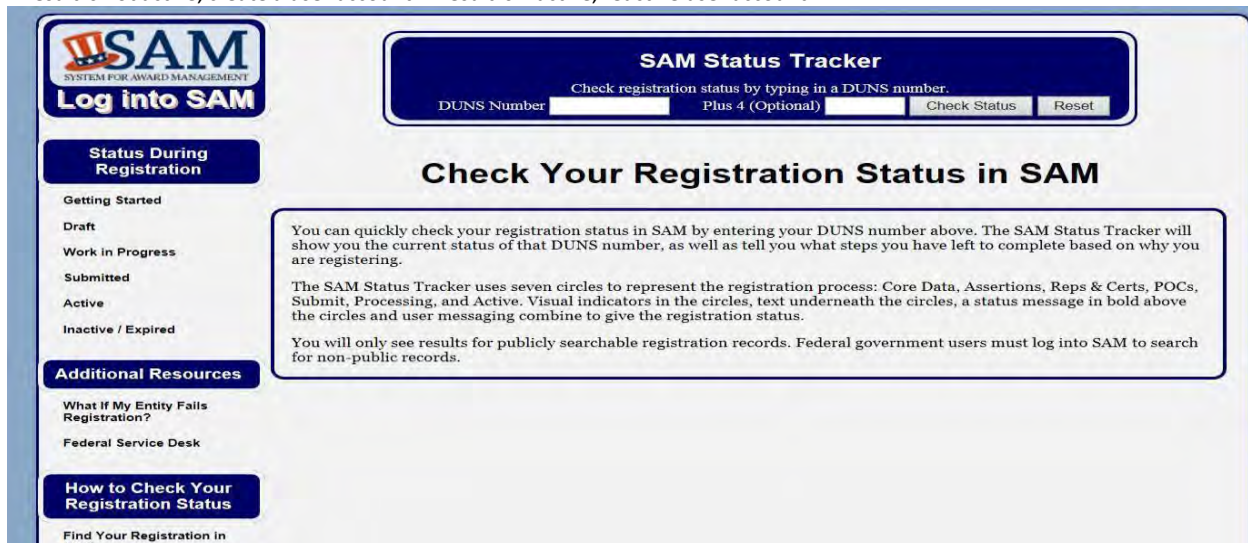 SAM
SYSTEM FOR AWARD MANAGEMENT
Log into SAM
SAM Status Tracker
Check registration status by typing in a DUNS number.
DUNS Number Plus 4 (Optional) Check Status Reset
Status During
Registration
Getting Started
Draft
Work in Progress
Submitted
Active
Inactive / Expired
Additional Resources
What If My Entity Fails
Registration?
Federal Service Desk
How to Check Your
Registration Status
Find Your Registration in
Check Your Registration Status in SAM
You can quickly check your registration status in SAM by entering your DUNS number above. The SAM Status Tracker will
show you the current status of that DUNS number, as well as tell you what steps you have left to complete based on why you
are registering.
The SAM Status Tracker uses seven circles to represent the registration process: Core Data, Assertions, Reps & Certs, POCs,
Submit, Processing, and Active. Visual indicators in the circles, text underneath the circles, a status message in bold above
the circles and user messaging combine to give the registration status.
You will only see results for publicly searchable registration records. Federal government users must log into SAM to search
for non-public records.